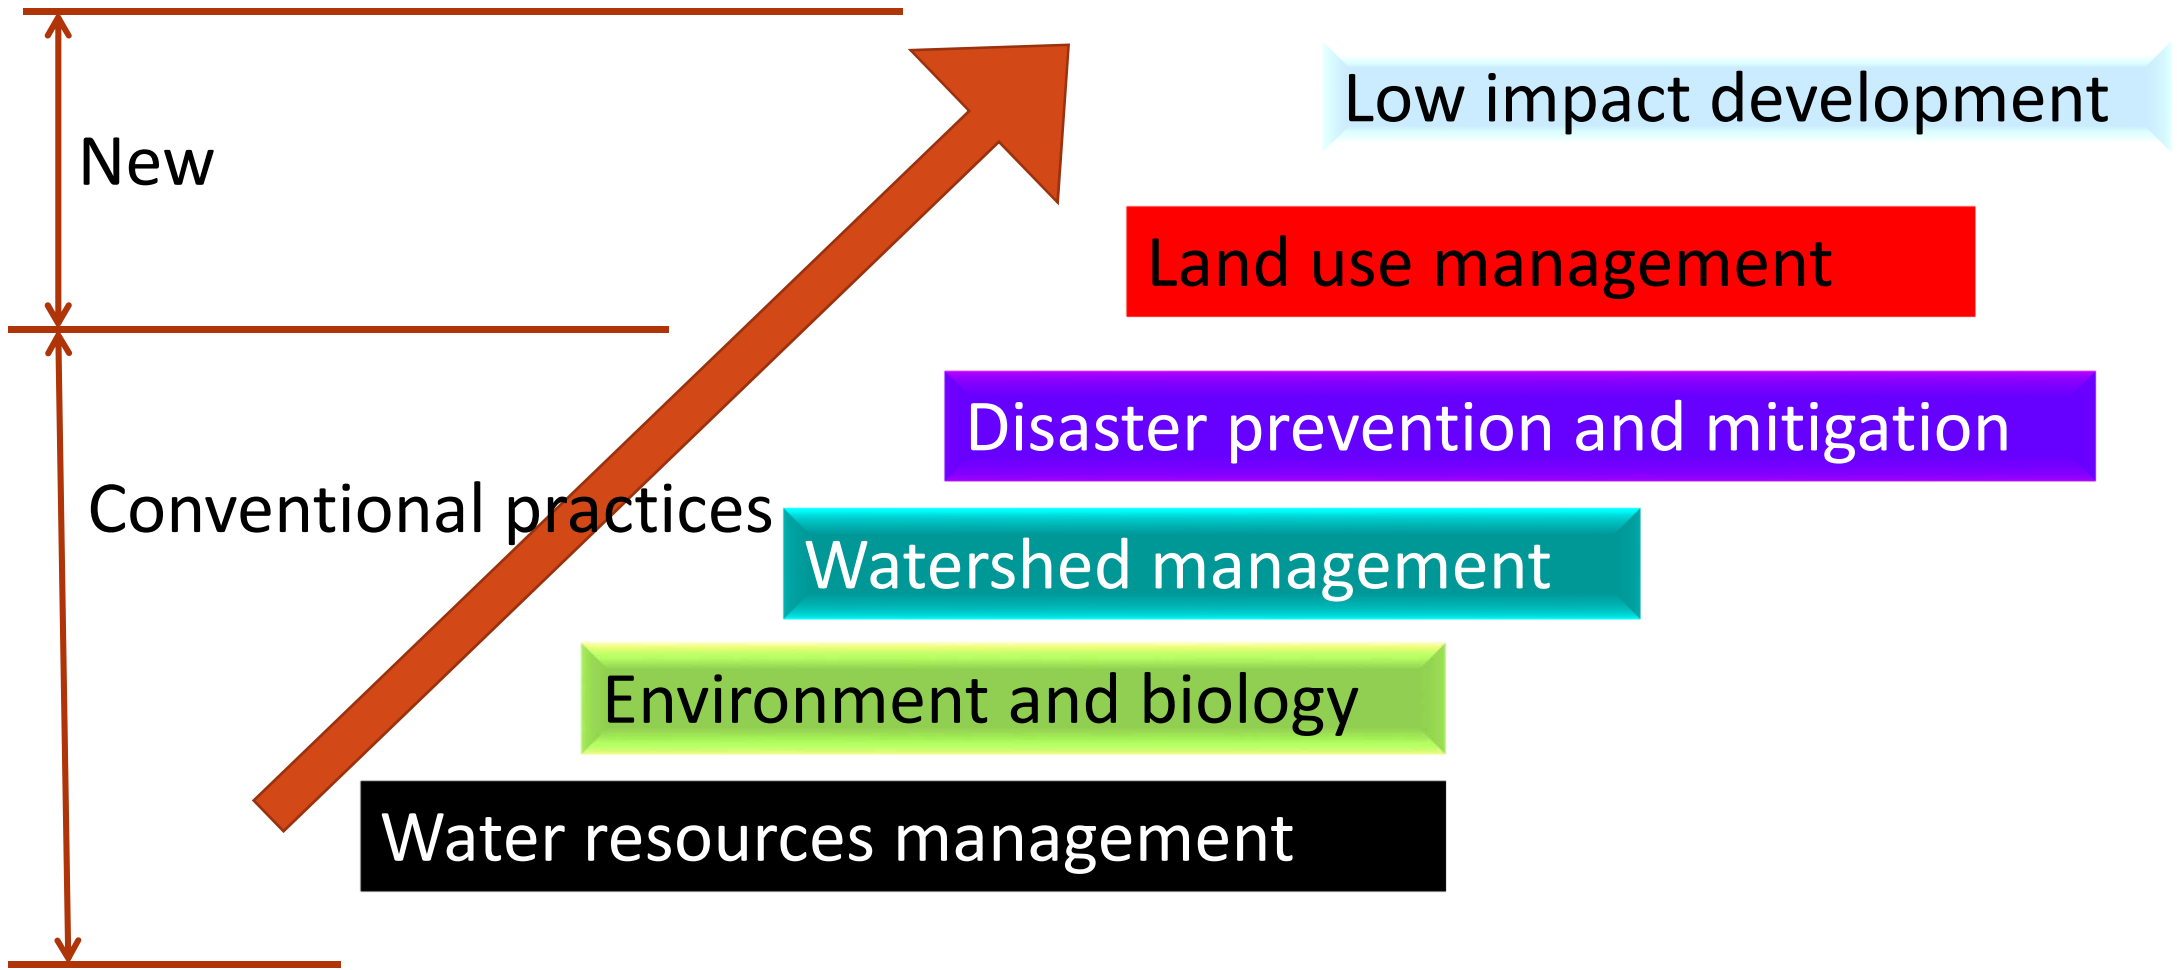 Low impact development
New
Land use management
Disaster prevention and mitigation
Conventional practices
Watershed management
Environment and biology
Water resources management